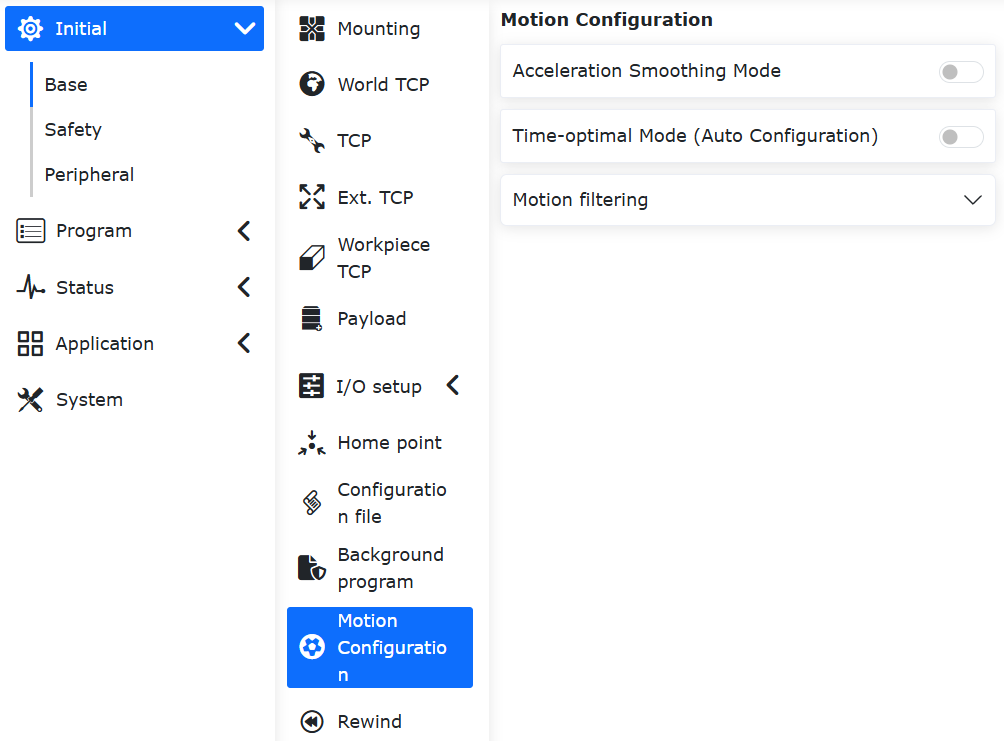 Initial
Base
Safety
Peripheral
Program
Status
Application
System
Mounting
World TCP
TCP
Ext. TCP
Workpiece
TCP
Payload
I/O setup
Home point
Configuratio
n file
Background
program
Motion
Configuratio
n
Rewind
Motion Configuration
Acceleration Smoothing Mode
Time-optimal Mode (Auto Configuration)
Motion filtering